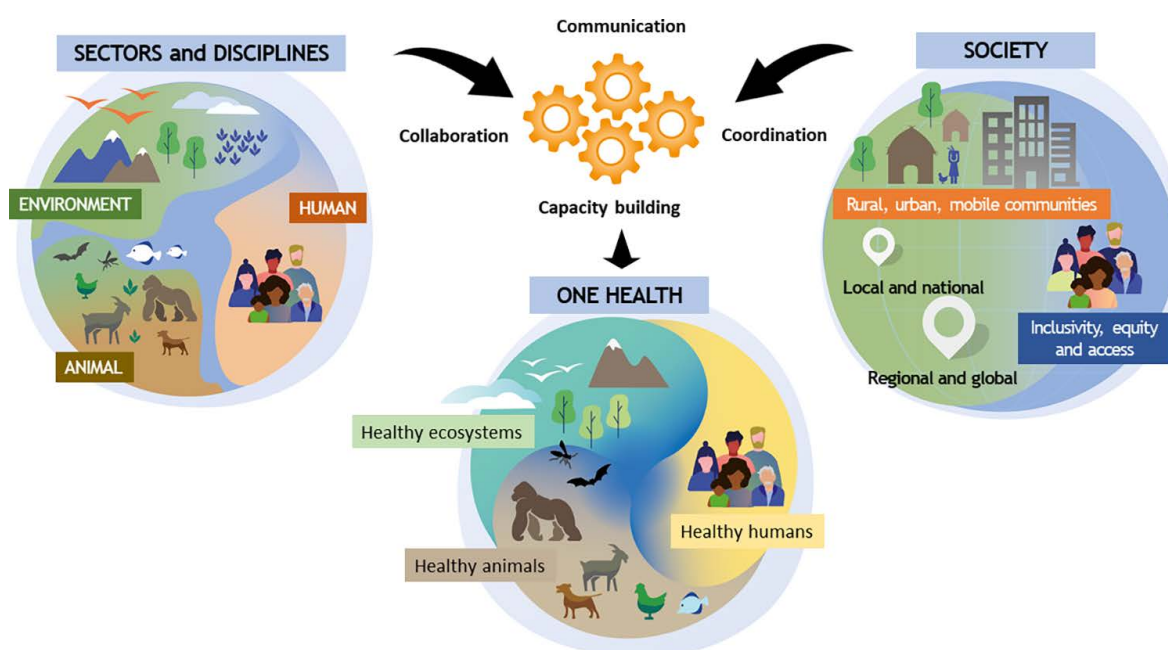 SECTORS and DISCIPLINES
ENVIRONMENT
HUMAN
ANIMAL
Communication
Collaboration
Coordination
Capacity building
SOCIETY
Rural, urban, mobile communities
Local and national
Inclusivity, equity
and access
Regional and global
ONE HEALTH
Healthy ecosystems
Healthy humans
Healthy animals